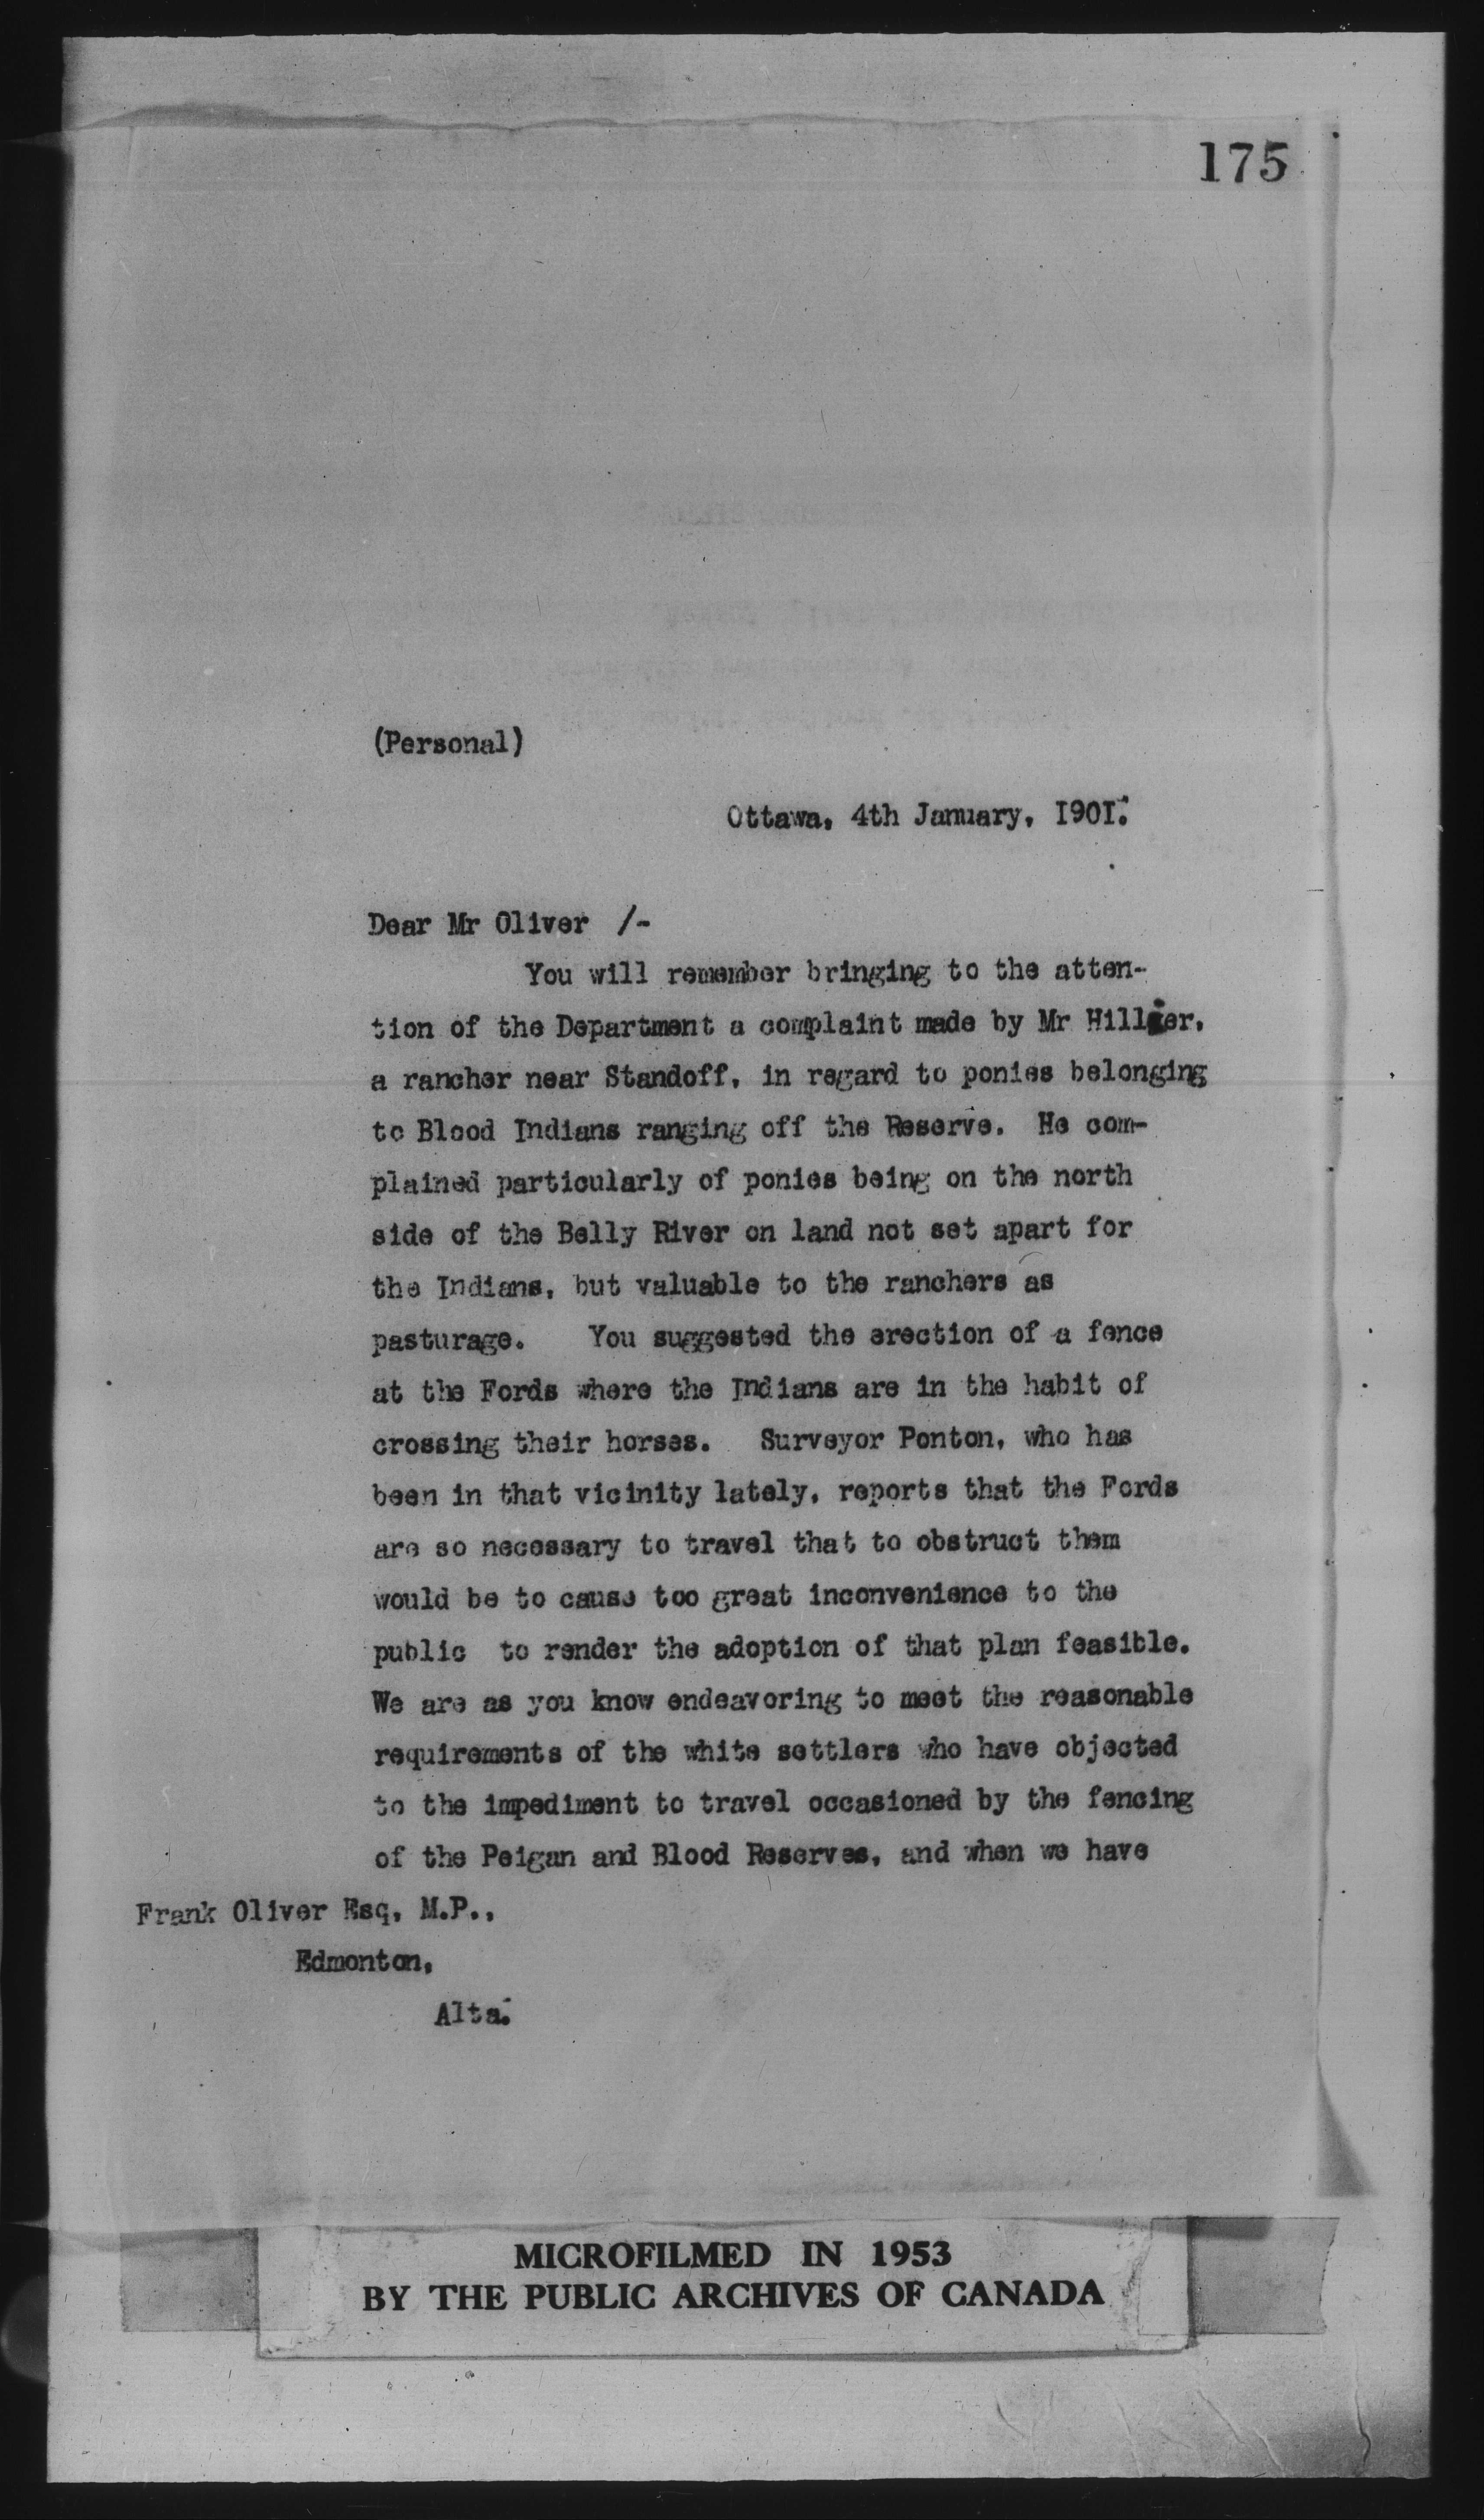 175
(Personal)
Ottawa, 4th January, I90I.
Dear Mr Oliver /-
You will remember bringing to the atten-
tion of the Department a complaint made by Mr Hillier,
a rancher near Standoff, in regard to ponies belonging
to Blood Indians ranging off the Reserve. He com-
plained particularly of ponies being on the north
side of the Belly River on land not set apart for
the Indians, but valuable to the ranchers as
pasturage. You suggested the erection of a fence
at the Fords where the Indians are in the habit of
crossing their horses. Surveyor Ponton, who has
been in that vicinity lately, reports that the Fords
are so necessary to travel that to obstruct them
would be to cause too great inconvenience to the
public to render the adoption of that plan feasible.
We are as you know endeavoring to meet the reasonable
requirements of the white settlers who have objected
to the impediment to travel occasioned by the fencing
of the Peigan and Blood Reserves, and when we have
Frank Oliver Esq, M.P.,
Edmonton,
Alta.
MICROFILMED IN 1953
BY THE PUBLIC ARCHIVES OF CANADA